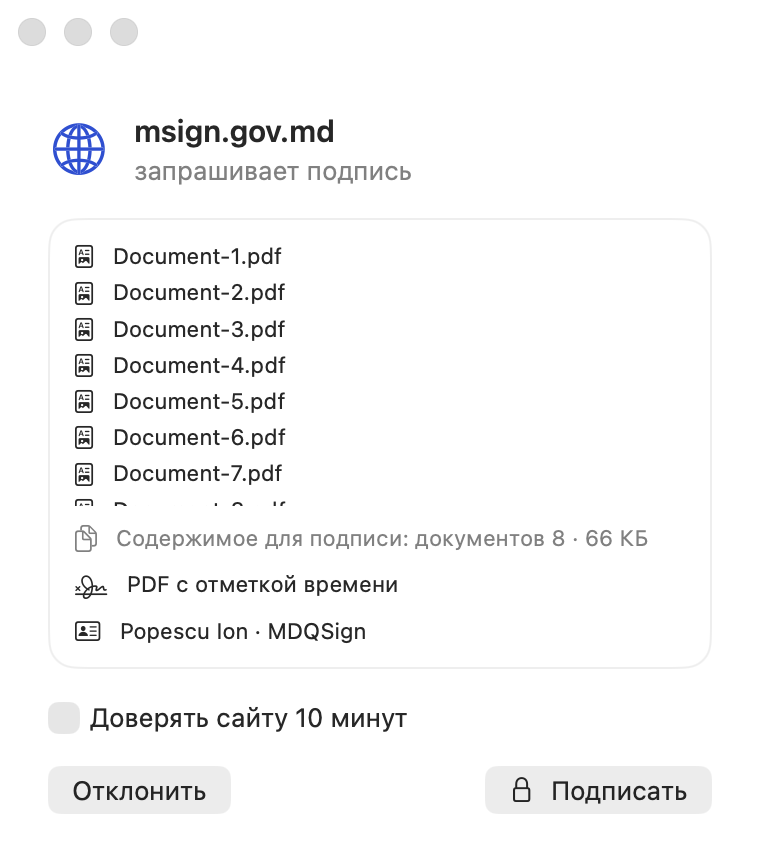 msign.gov.md
запрашивает подпись
Document-1.pdf
Document-2.pdf
Document-3.pdf
Document-4.pdf
Document-5.pdf
Document-6.pdf
Document-7.pdf
Содержимое для подписи: документов 8 · 66 КБ
PDF с отметкой времени
Popescu Ion · MDQSign
Доверять сайту 10 минут
Отклонить
Подписать